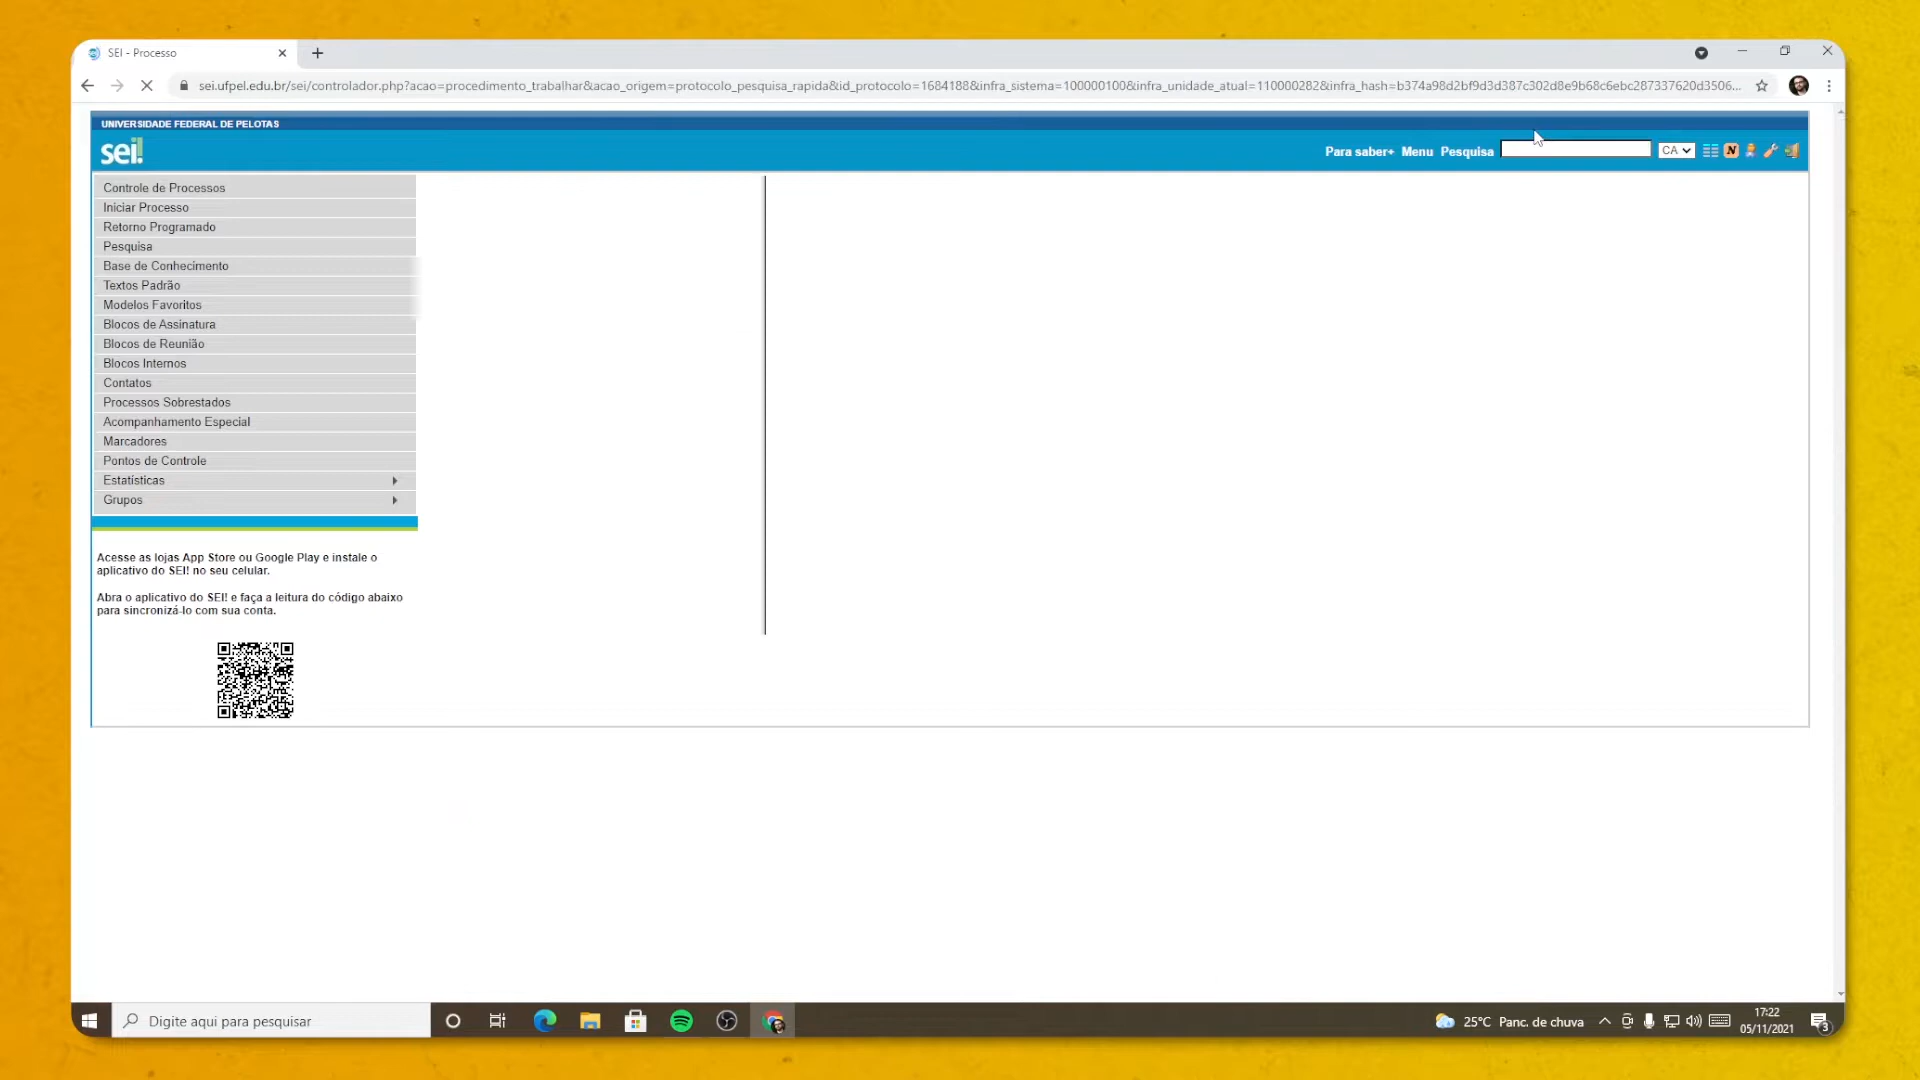 SEI - Processo
sei.ufpel.edu.br/sei/controlador.php?acao=procedimento_trabalhar&acao_origem=protocolo_pesquisa_rapida&id_protocolo=1684188&infra_sistema=100000100&infra_unidade_atual=110000282&infra_hash=b374a98d2bf9d3d387c302d8e9b68c6ebc287337620d3506...
UNIVERSIDADE FEDERAL DE PELOTAS
sei!
Para saber+ Menu Pesquisa CA N
Controle de Processos
Iniciar Processo
Retorno Programado
Pesquisa
Base de Conhecimento
Textos Padrão
Modelos Favoritos
Blocos de Assinatura
Blocos de Reunião
Blocos Internos
Contatos
Processos Sobrestados
Acompanhamento Especial
Marcadores
Pontos de Controle
Estatísticas
Grupos
Acesse as lojas App Store ou Google Play e instale o
aplicativo do SEI! no seu celular.
Abra o aplicativo do SEI! e faça a leitura do código abaixo
para sincronizá-lo com sua conta.
Digite aqui para pesquisar
25°C Panc. de chuva
17:22
05/11/2021
3